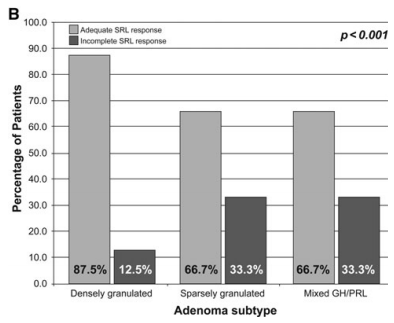 B
Adequate SRL response
Incomplete SRL response
p < 0.001
Percentage of Patients
100.0
90.0
80.0
70.0
60.0
50.0
40.0
30.0
20.0
10.0
0.0
87.5% 12.5% 66.7% 33.3% 66.7% 33.3%
Densely granulated Sparsely granulated Mixed GH/PRL
Adenoma subtype